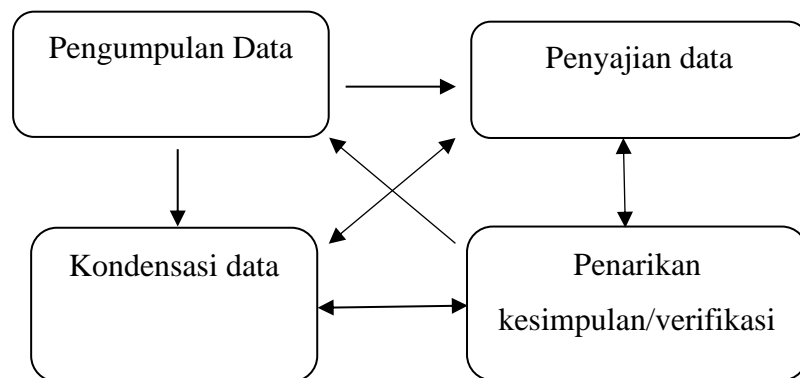 Pengumpulan Data
Penyajian data
Kondensasi data
Penarikan
kesimpulan/verifikasi